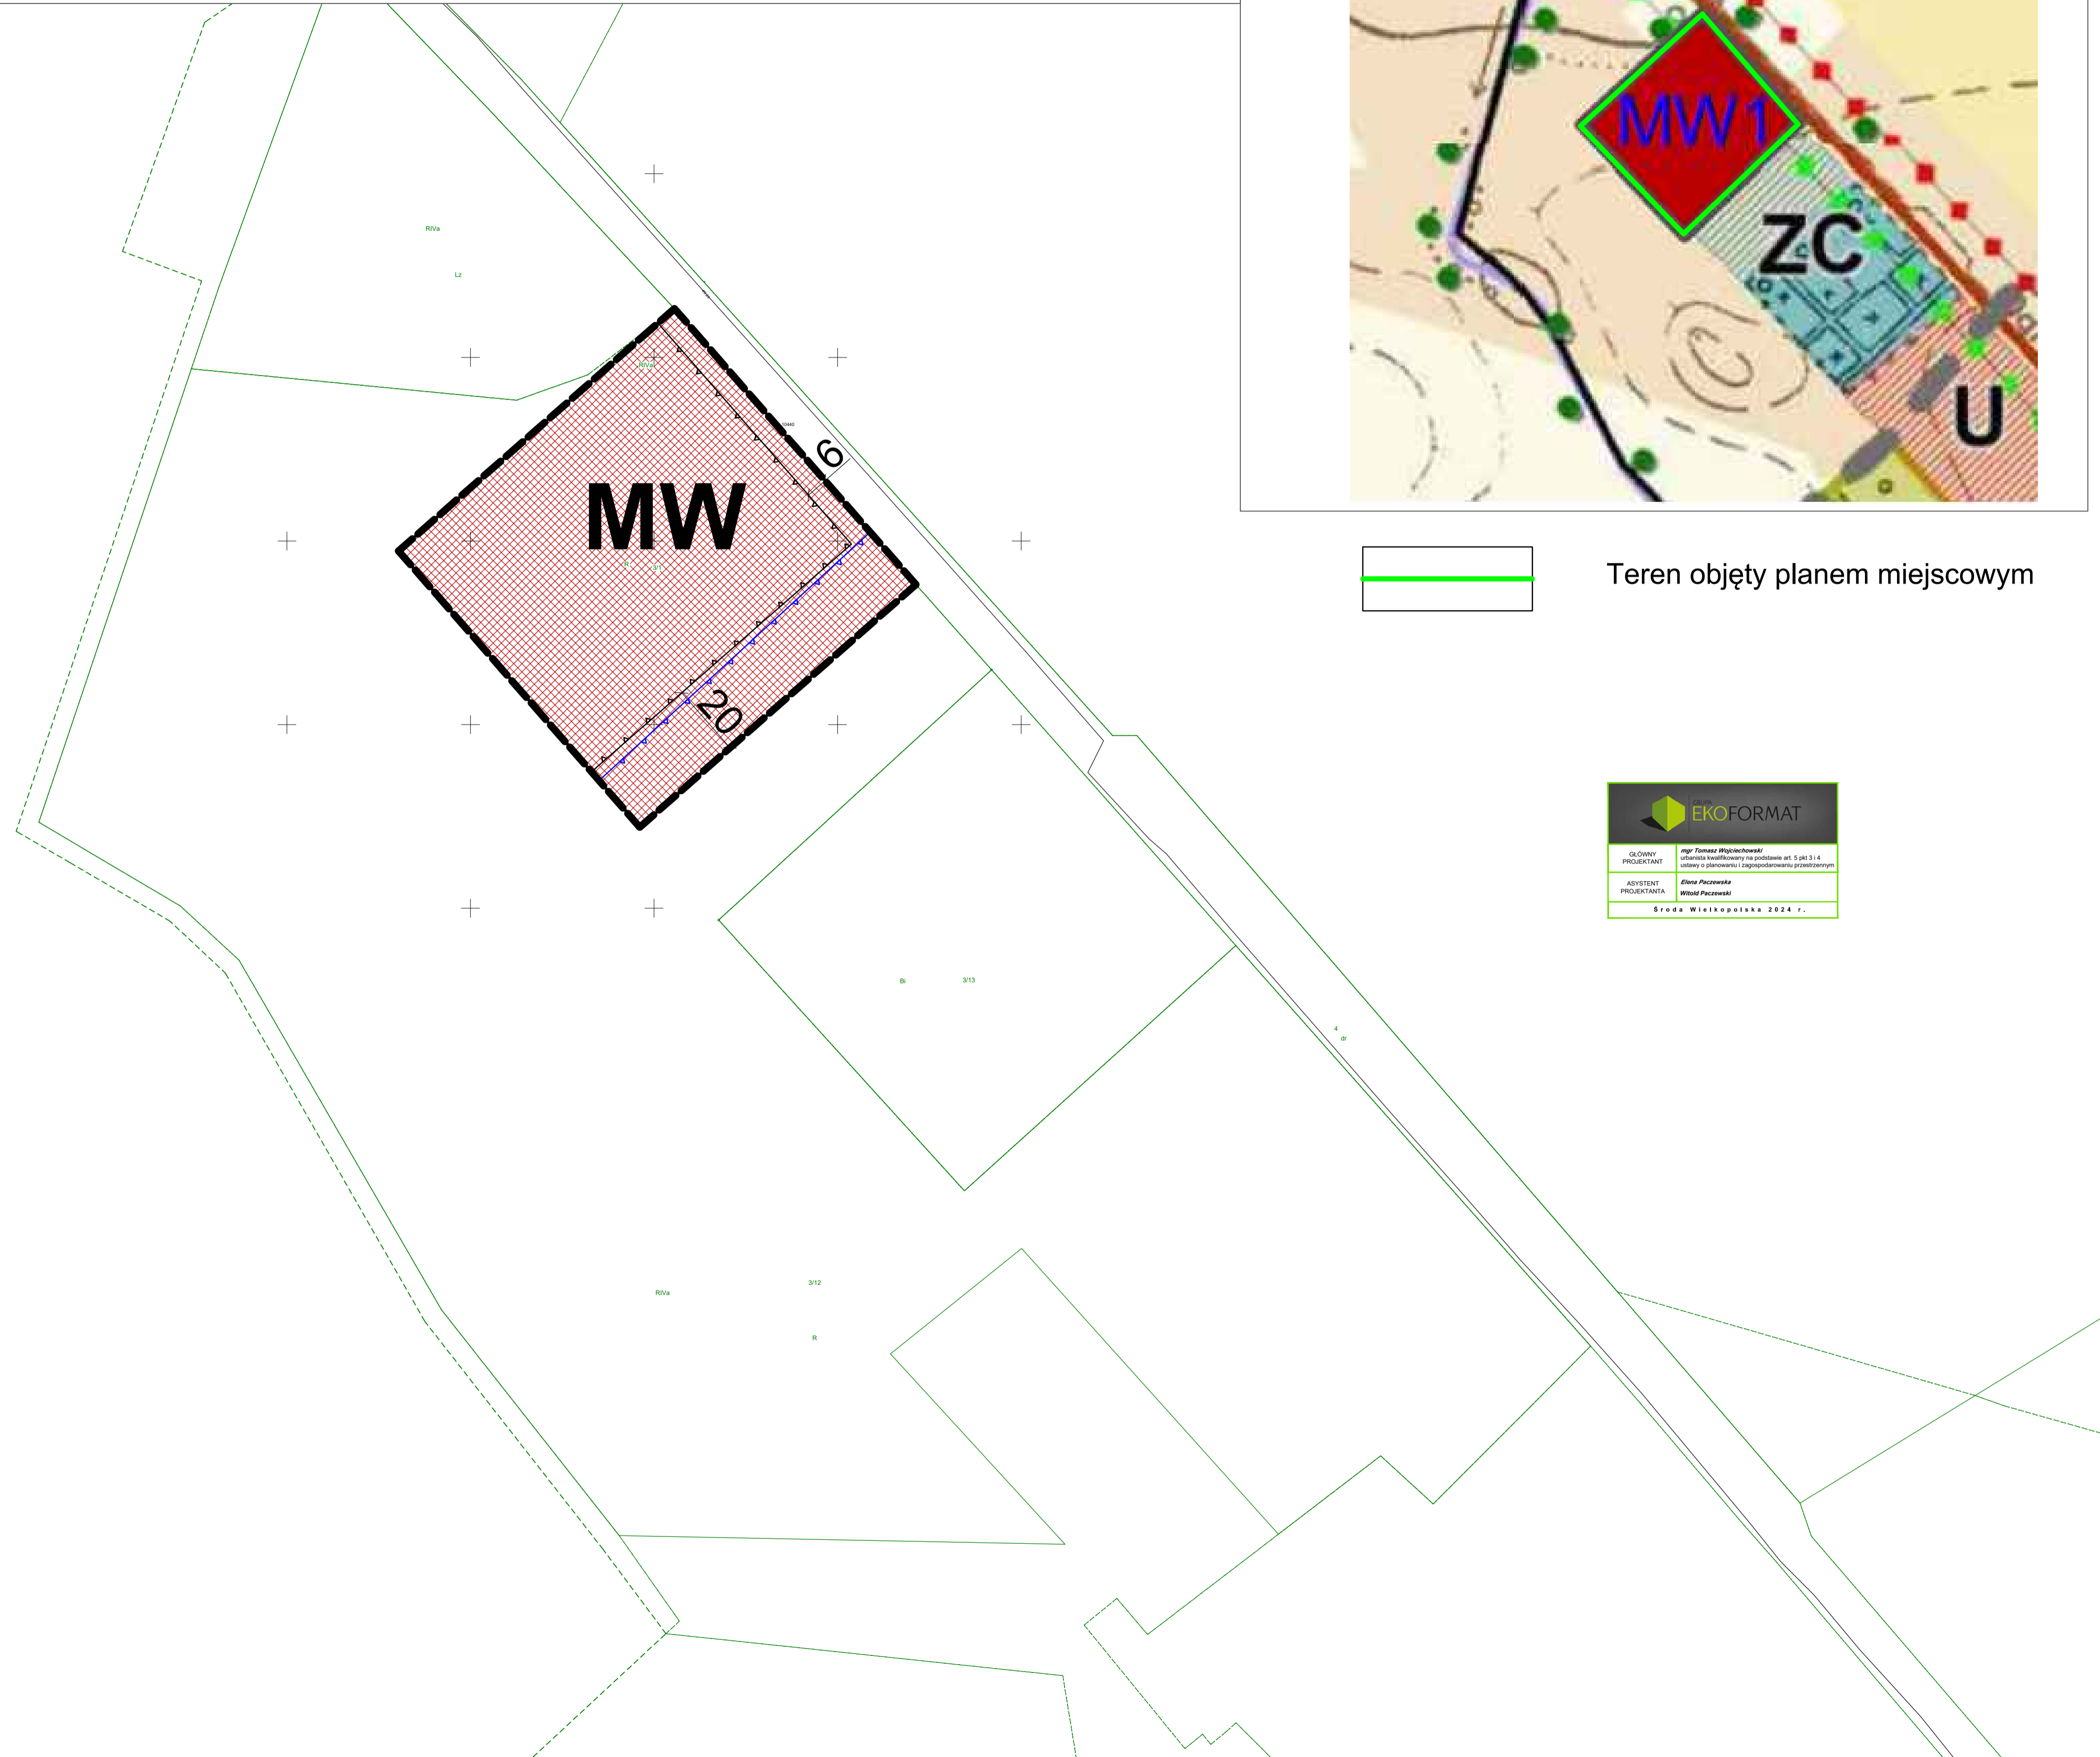 MW1
ZC
U
RIVa
Lz
RIVa
6
MW
R
20
Teren objęty planem miejscowym
GRUPA
EKOFORMAT
GŁÓWNY
PROJEKTANT
mgr Tomasz Wojciechowski
urbanista kwalifikowany na podstawie art. 5 pkt 3 i 4
ustawy o planowaniu i zagospodarowaniu przestrzennym
ASYSTENT
PROJEKTANTA
Elena Paczewska
Witold Paczewski
Środa Wielkopolska 2024 r.
Bi 3/13
4
dr
3/12
RIVa
R